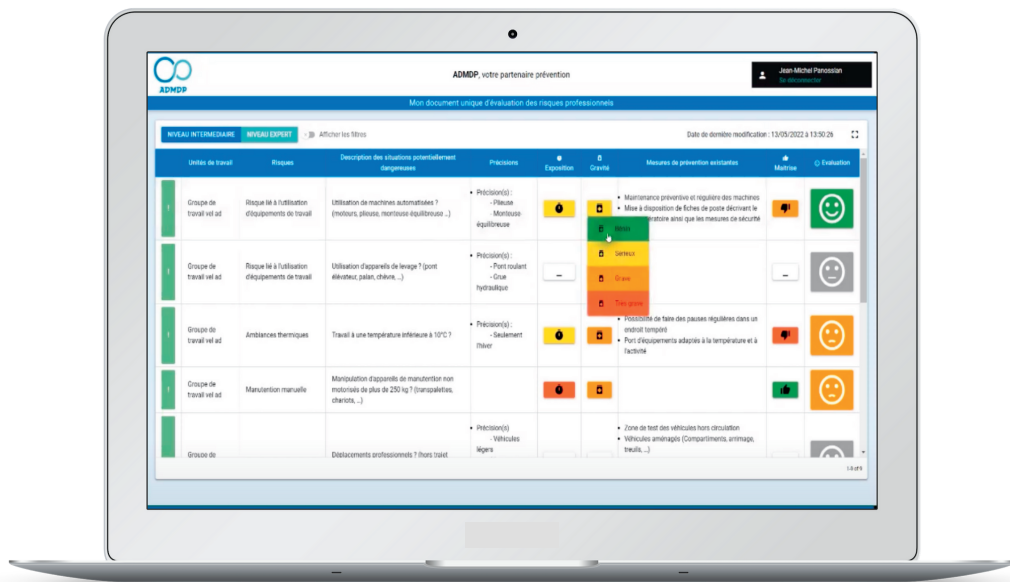 ADMDP
ADMDP, votre partenaire prévention
Jean-Michel Panossian
Se déconnecter
Mon document unique d'évaluation des risques professionnels
NIVEAU INTERMEDIAIRE
NIVEAU EXPERT
Afficher les filtres
Date de dernière modification : 13/05/2022 à 13:50:26
Unités de travail
Risques
Description des situations potentiellement
dangereuses
Précisions
Exposition
Gravité
Mesures de prévention existantes
Maîtrise
Evaluation
Groupe de
travail vel ad
Risque lié à l'utilisation
d'équipements de travail
Utilisation de machines automatisées ?
(moteurs, plieuse, monteuse équilibreuse ...)
• Précision(s) :
- Plieuse
- Monteuse
équilibreuse
• Maintenance préventive et régulière des machines
• Mise à disposition de fiches de poste décrivant le
ératoire ainsi que les mesures de sécurité
Sérieux
Grave
Très grave
Groupe de
travail vel ad
Risque lié à l'utilisation
d'équipements de travail
Utilisation d'appareils de levage ? (pont
élévateur, palan, chèvre, ...)
• Précision(s) :
- Pont roulant
- Grue
hydraulique
Groupe de
travail vel ad
Ambiances thermiques
Travail à une température inférieure à 10°C ?
• Précision(s) :
- Seulement
l'hiver
• Possibilité de faire des pauses régulières dans un
endroit tempéré
• Port d'équipements adaptés à la température et à
l'activité
Groupe de
travail vel ad
Manutention manuelle
Manipulation d'appareils de manutention non
motorisés de plus de 250 kg ? (transpalettes,
chariots, ...)
Groupe de
Déplacements professionnels ? (hors trajet
• Précision(s)
- Véhicules
légers
• Zone de test des véhicules hors circulation
• Véhicules aménagés (Compartiments, arrimage,
treuils, ...)